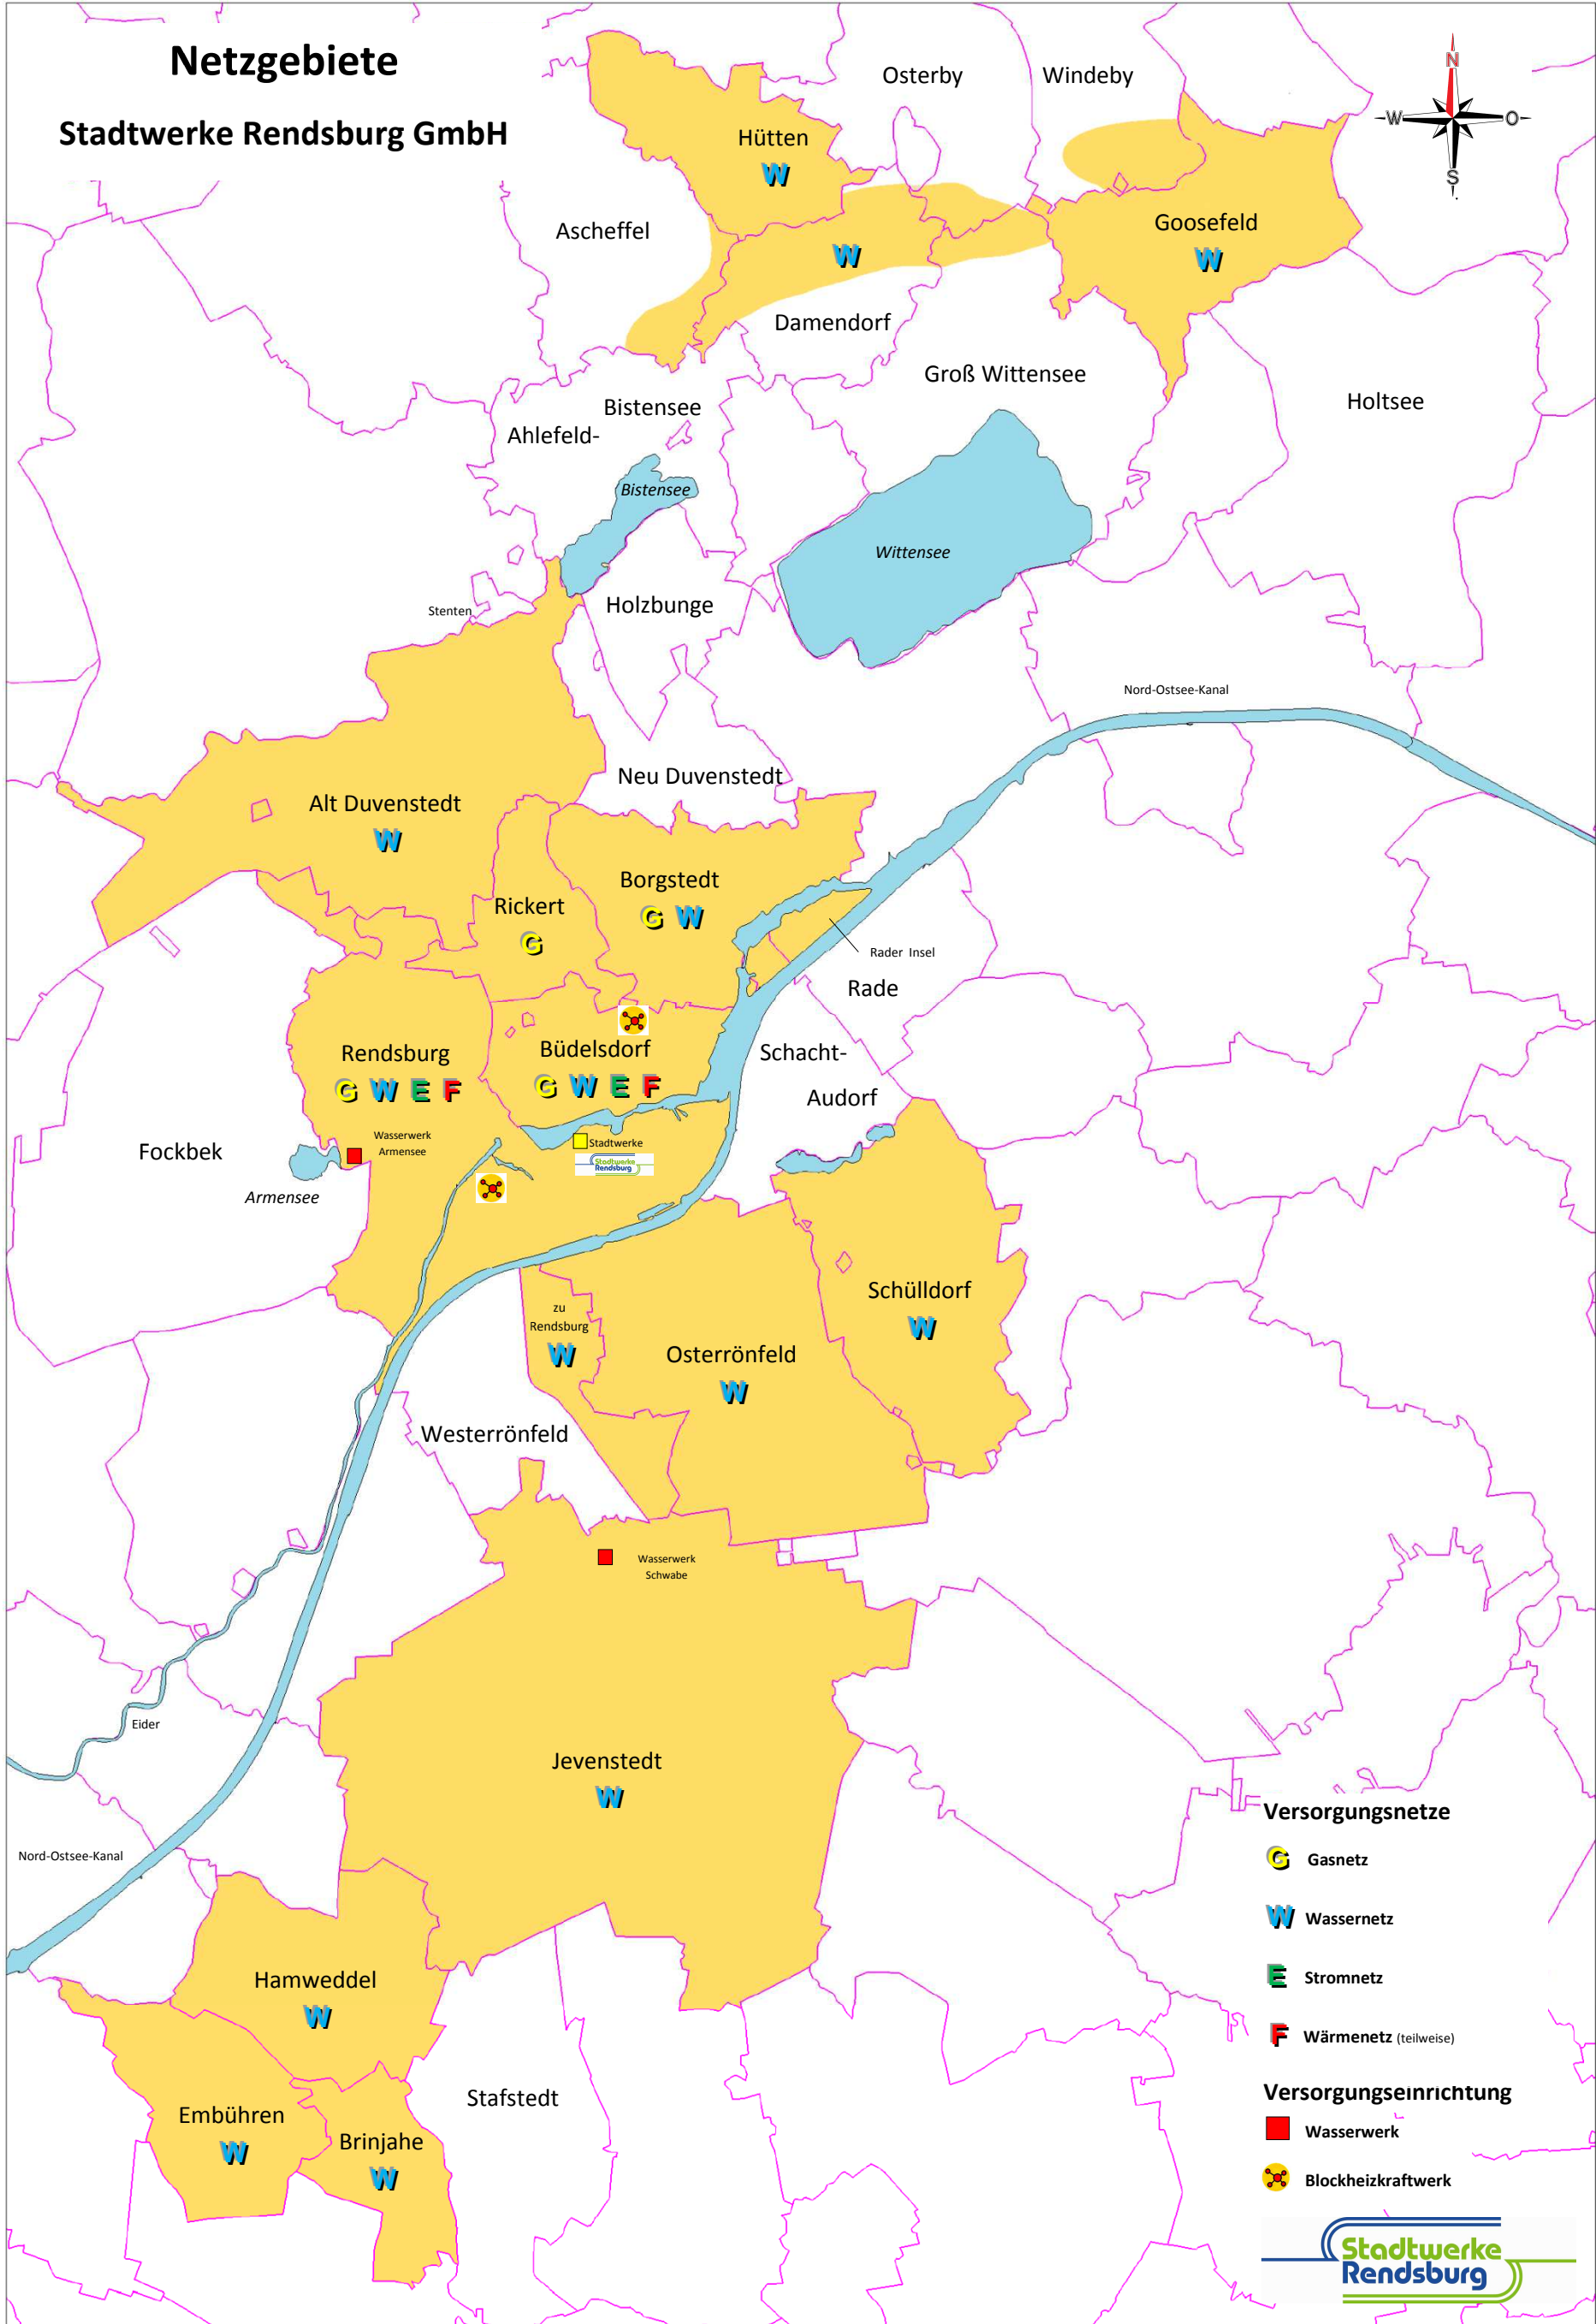 Netzgebiete
Stadtwerke Rendsburg GmbH
Osterby
Windeby
N
W
O
S
Hütten
W
Ascheffel
Goosefeld
W
W
Damendorf
Groß Wittensee
Holtsee
Bistensee
Ahlefeld-
Bistensee
Wittensee
Stenten
Holzbunge
Nord-Ostsee-Kanal
Neu Duvenstedt
Alt Duvenstedt
W
Borgstedt
G W
Rickert
G
Rader Insel
Rade
Schacht-
Audorf
Rendsburg
G W E F
Büdelsdorf
G W E F
Fockbek
Wasserwerk
Armensee
Stadtwerke
Stadtwerke
Rendsburg
Armensee
Schülldorf
W
zu
Rendsburg
W
Osterrönfeld
W
Westerrönfeld
Wasserwerk
Schwabe
Eider
Jevenstedt
W
Nord-Ostsee-Kanal
Hamweddel
W
Stafstedt
Embühren
W
Brinjahe
W
Versorgungsnetze
G Gasnetz
W Wassernetz
E Stromnetz
F Wärmenetz (teilweise)
Versorgungseinrichtung
Wasserwerk
Blockheizkraftwerk
Stadtwerke
Rendsburg